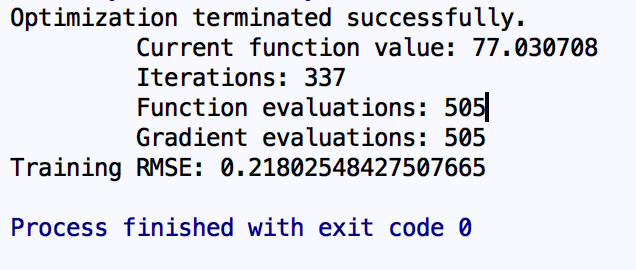 Optimization terminated successfully.
Current function value: 77.030708
Iterations: 337
Function evaluations: 505
Gradient evaluations: 505
Training RMSE: 0.21802548427507665
Process finished with exit code 0